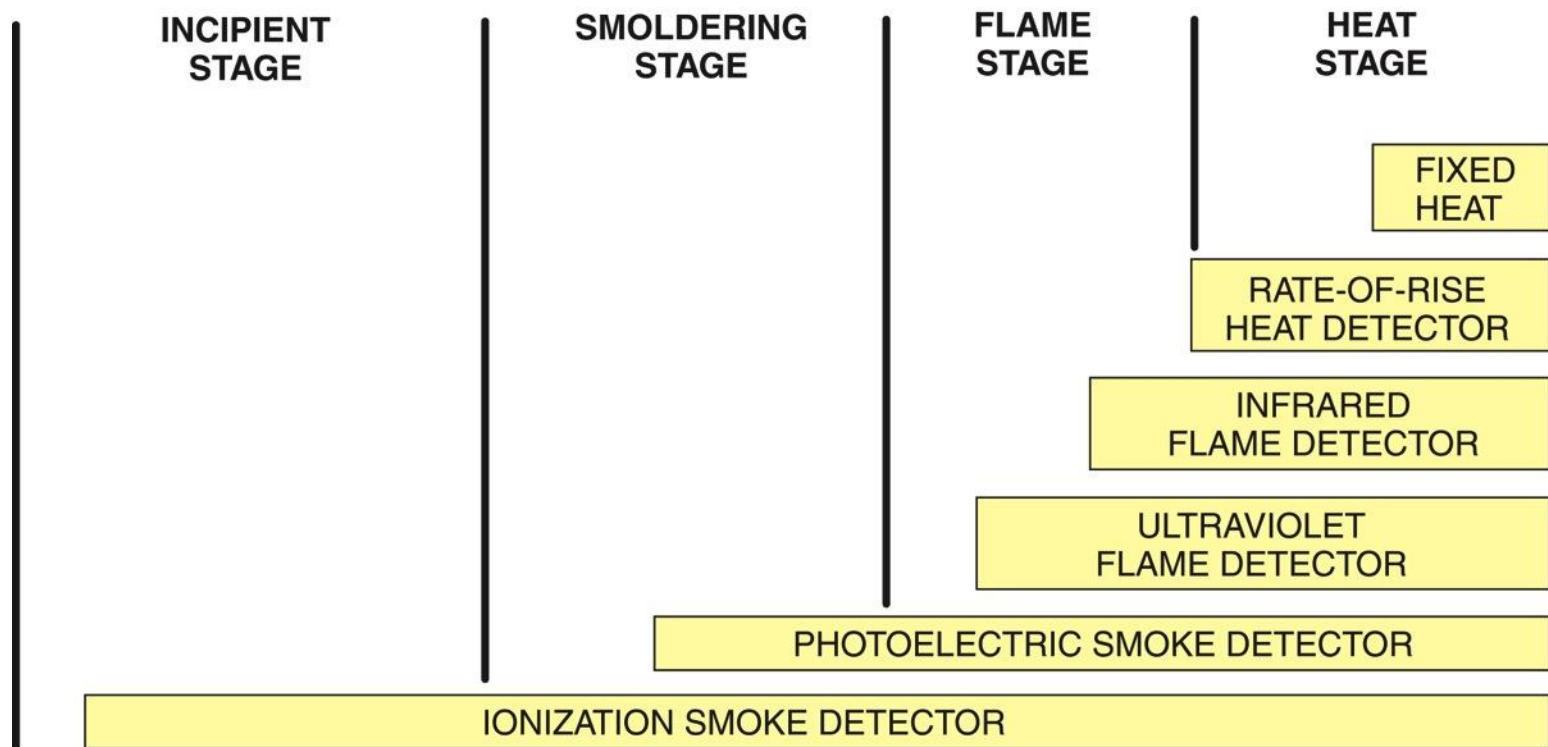 INCIPIENT
STAGE
SMOLDERING
STAGE
FLAME
STAGE
HEAT
STAGE
FIXED
HEAT
RATE-OF-RISE
HEAT DETECTOR
INFRARED
FLAME DETECTOR
ULTRAVIOLET
FLAME DETECTOR
PHOTOELECTRIC SMOKE DETECTOR
IONIZATION SMOKE DETECTOR